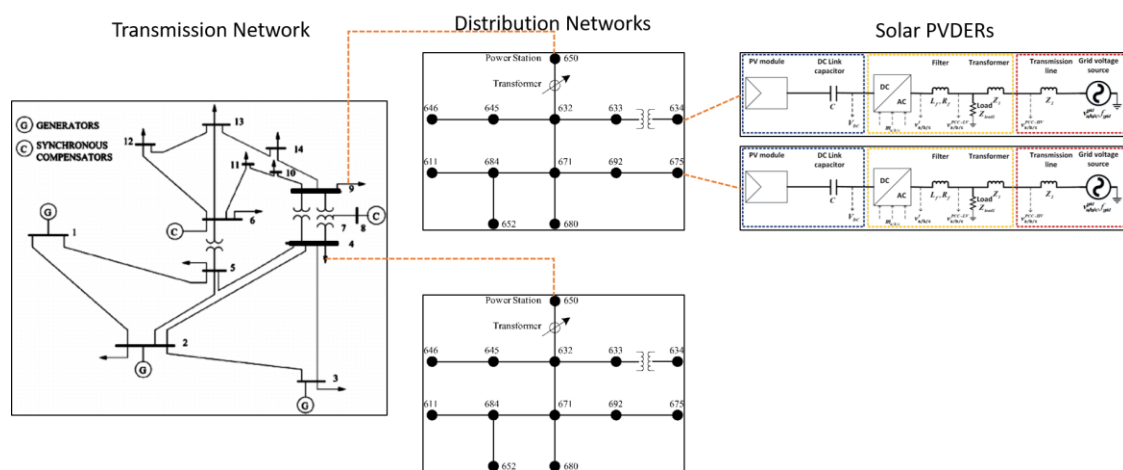 Transmission Network
Distribution Networks
Solar PVDERs
G GENERATORS
C SYNCHRONOUS
COMPENSATORS
13
12
14
11
10
9
C
6
C
7
8
G
1
4
5
2
G
3
G
Power Station
650
Transformer
646
645
632
633
634
611
684
671
692
675
652
680
Power Station
650
Transformer
646
645
632
633
634
611
684
671
692
675
652
680
PV module
DC Link
capacitor
Filter
Transformer
Transmission
line
Grid voltage
source
DC
AC
C
Load
PV module
DC Link
capacitor
Filter
Transformer
Transmission
line
Grid voltage
source
DC
AC
C
Load